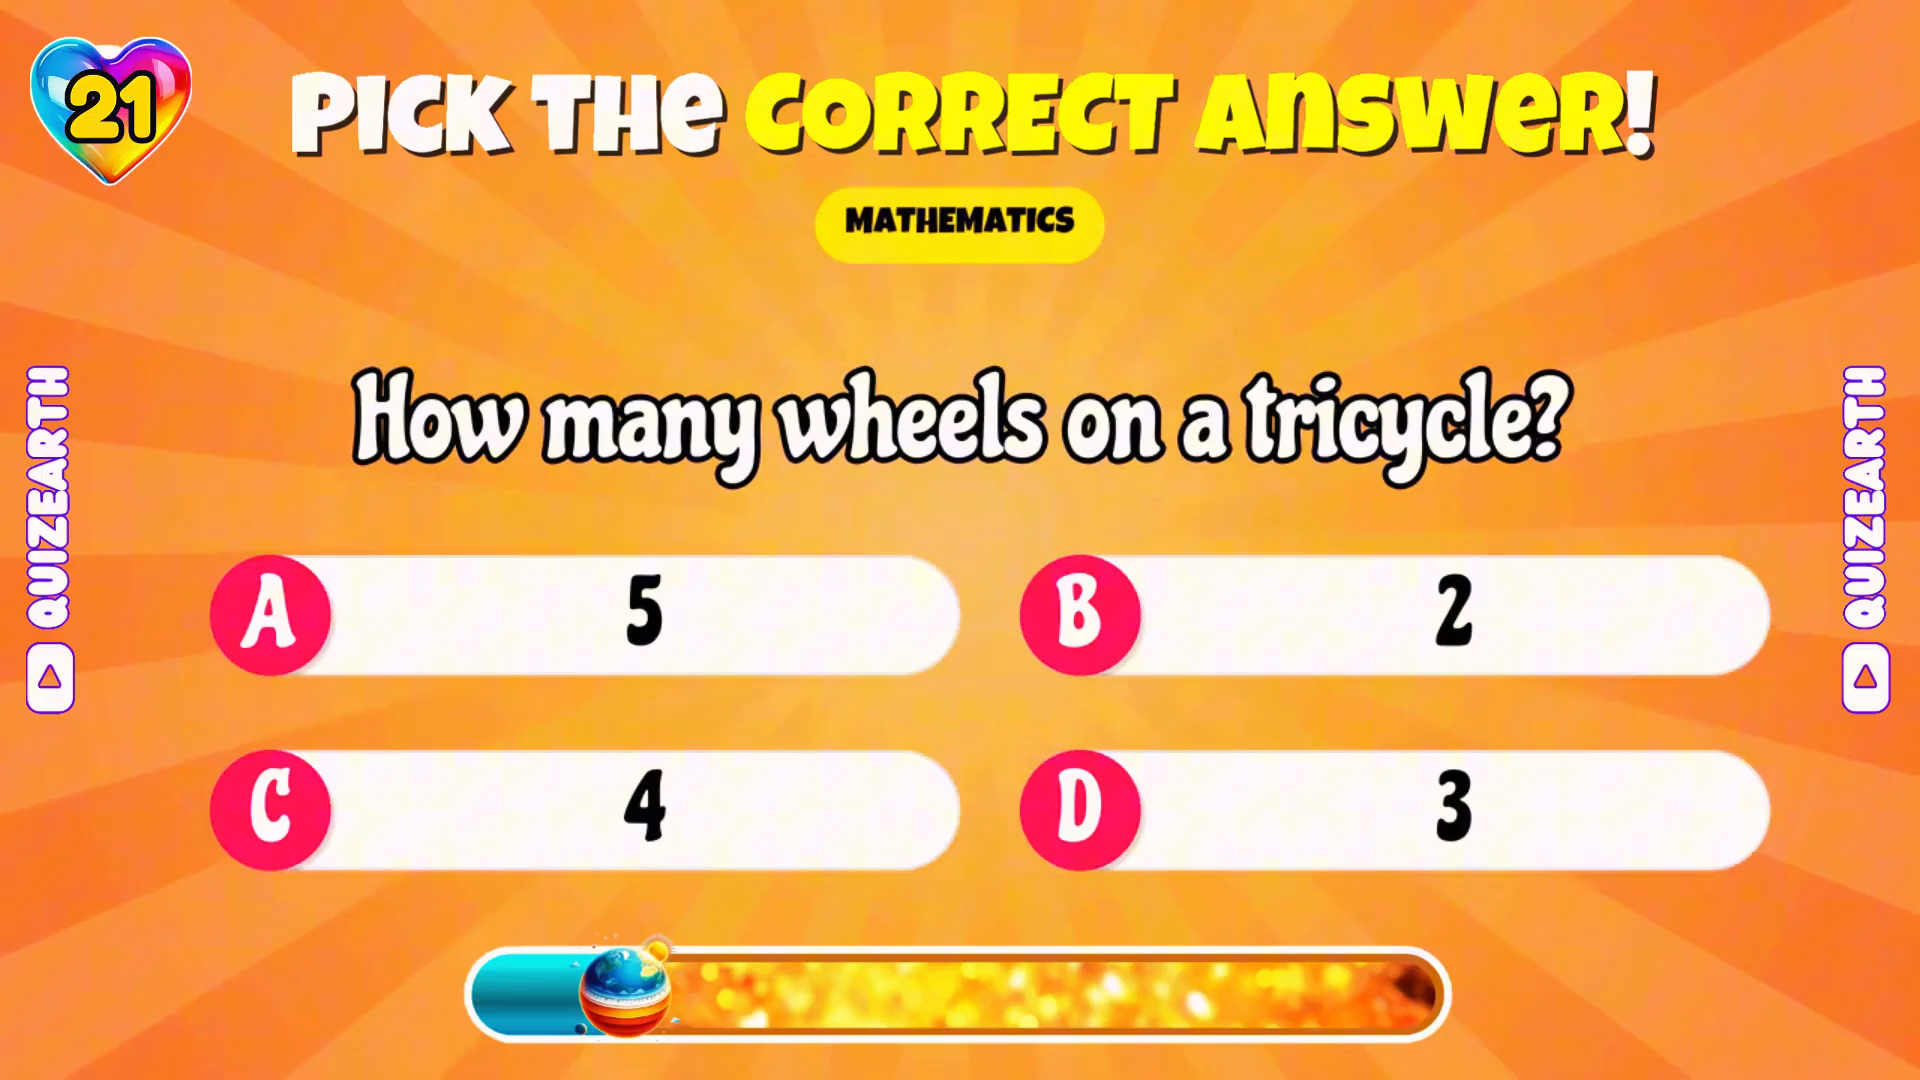 21
PICK THE CORRECT ANSWER!
MATHEMATICS
How many wheels on a tricycle?
A 5
B 2
C 4
D 3
QUIZEARTH
QUIZEARTH